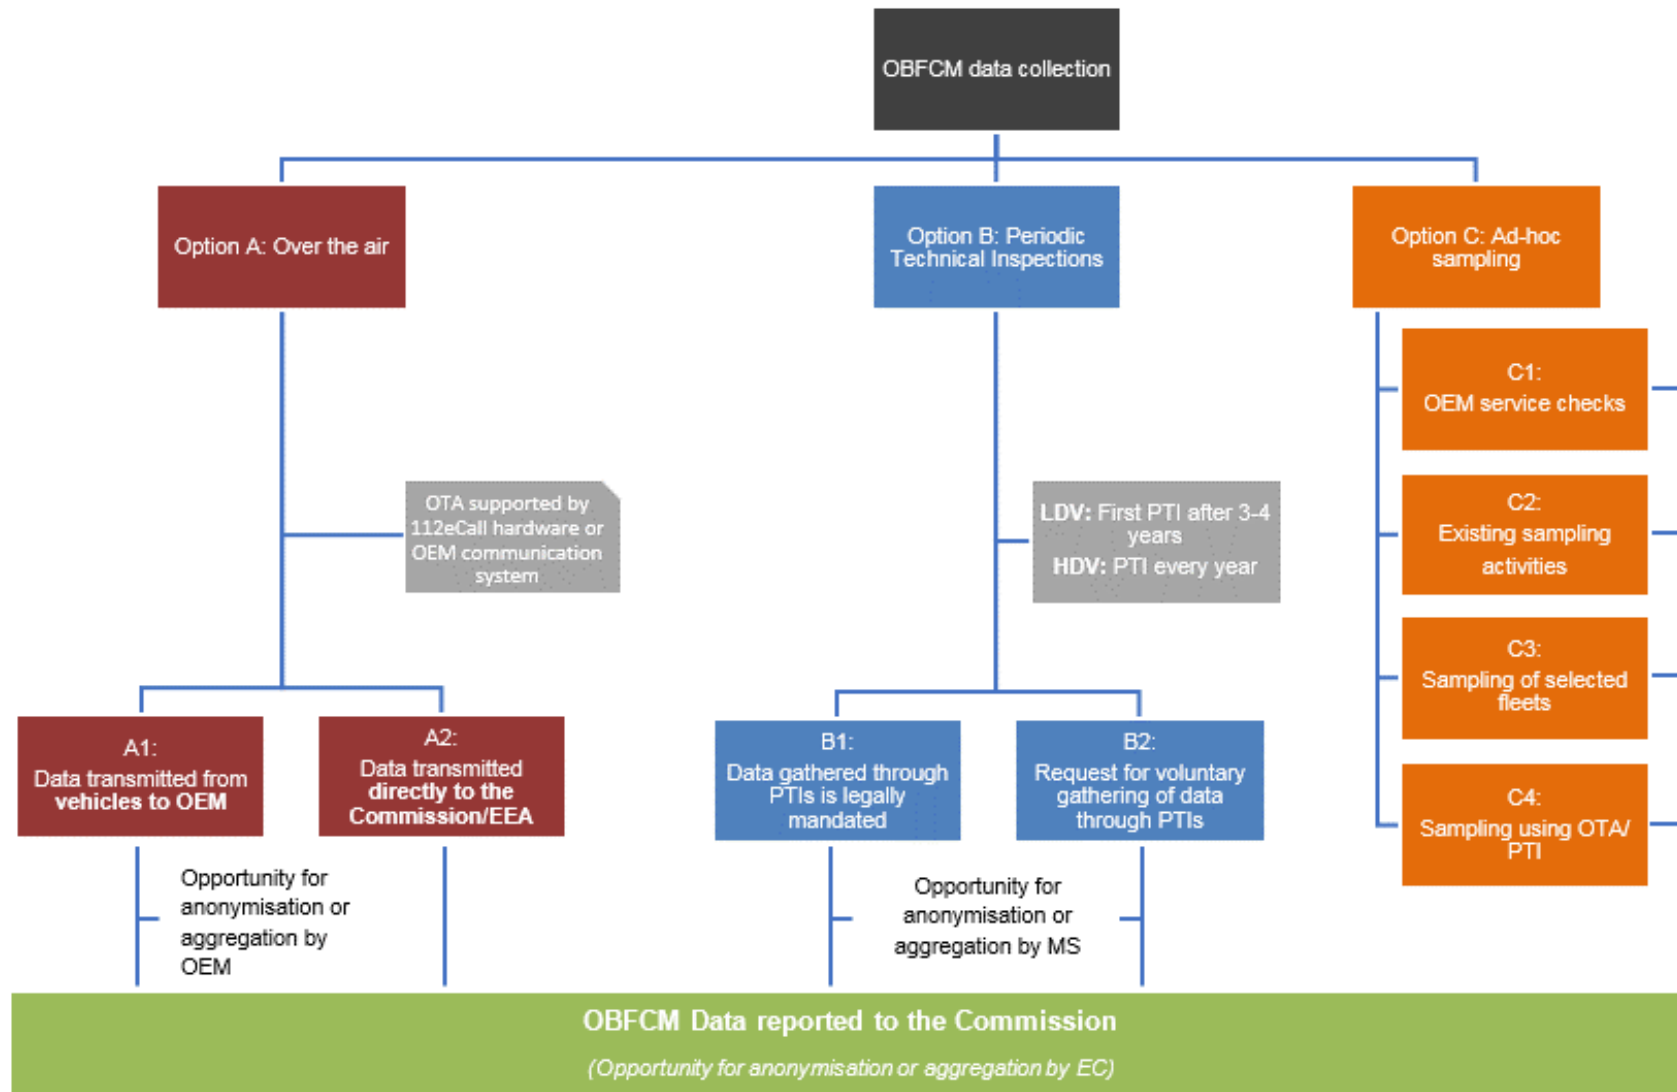 OBFCM data collection
Option A: Over the air
Option B: Periodic
Technical Inspections
Option C: Ad-hoc
sampling
C1:
OEM service checks
OTA supported by
112eCall hardware or
OEM communication
system
LDV: First PTI after 3-4
years
HDV: PTI every year
C2:
Existing sampling
activities
C3:
Sampling of selected
fleets
A1:
Data transmitted from
vehicles to OEM
A2:
Data transmitted
directly to the
Commission/EEA
B1:
Data gathered through
PTIs is legally
mandated
B2:
Request for voluntary
gathering of data
through PTIs
C4:
Sampling using OTA/
PTI
Opportunity for
anonymisation or
aggregation by
OEM
Opportunity for
anonymisation or
aggregation by MS
OBFCM Data reported to the Commission
(Opportunity for anonymisation or aggregation by EC)